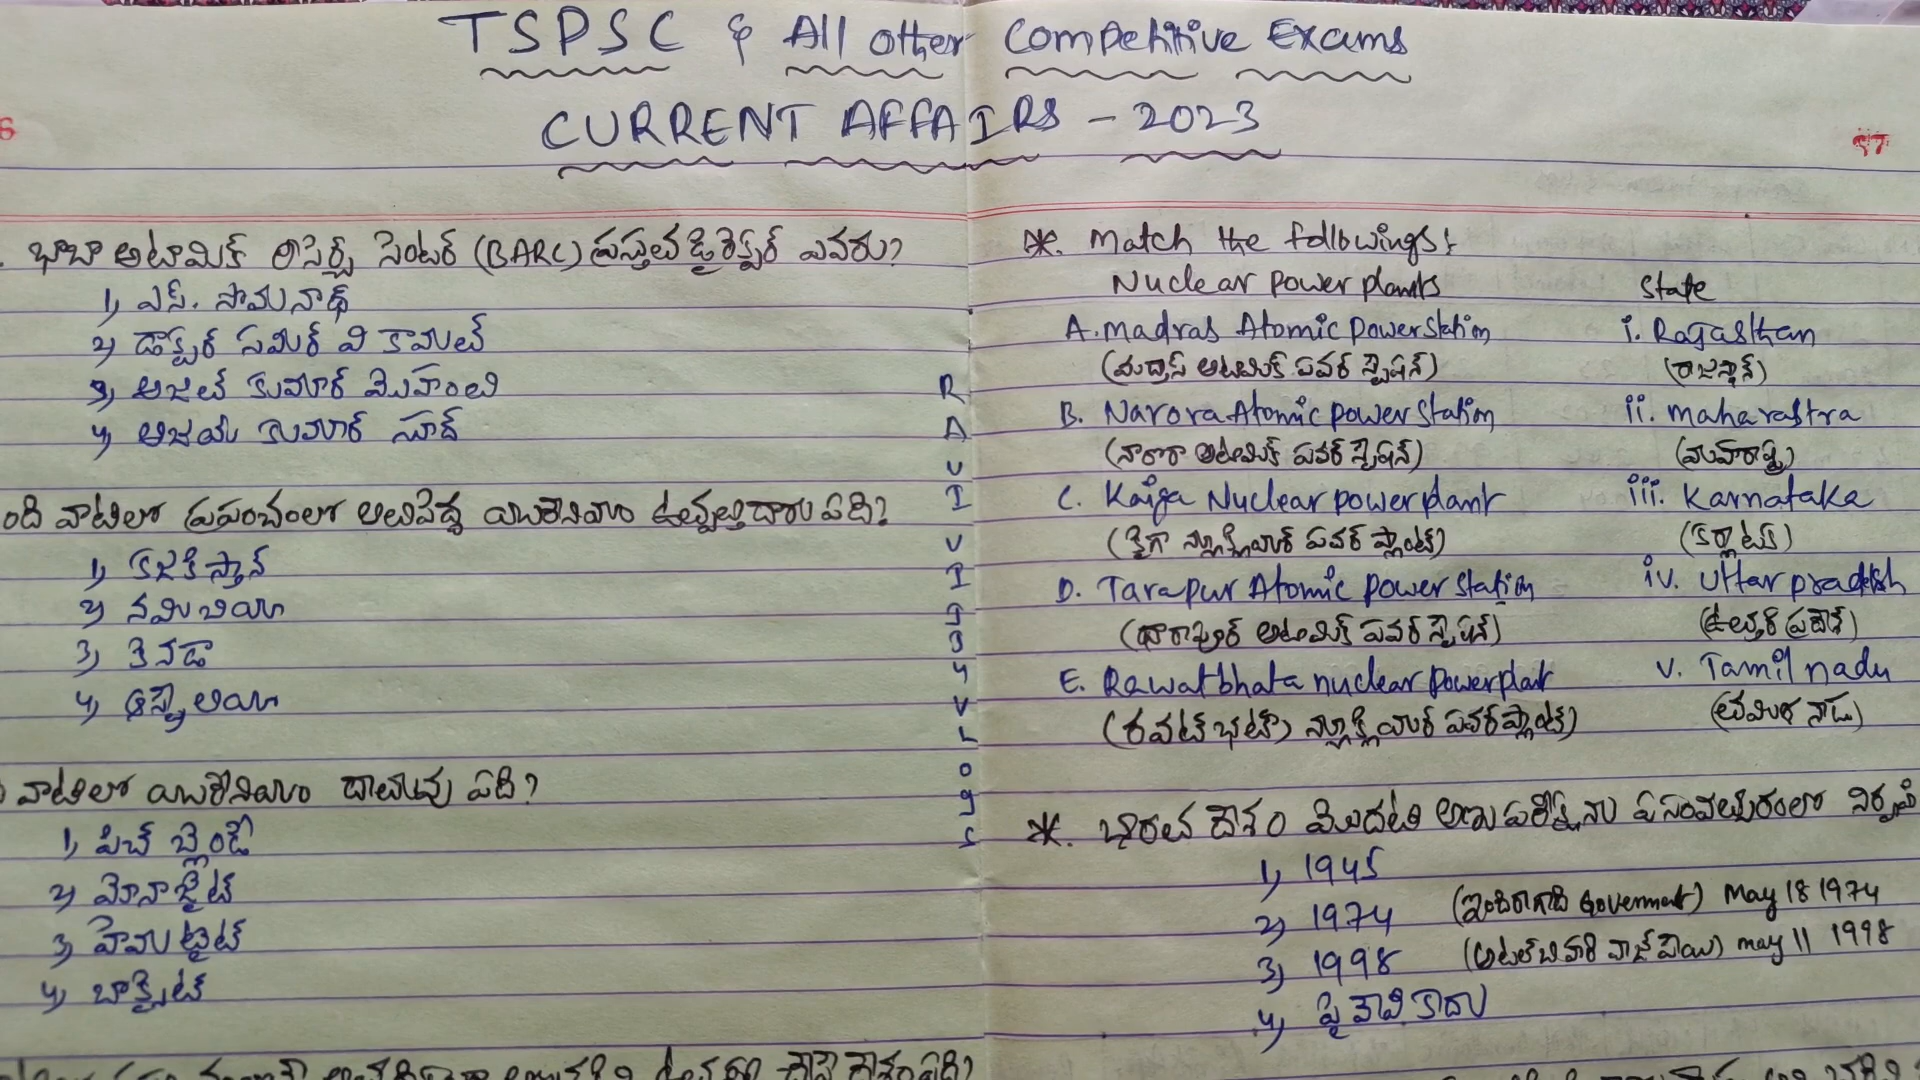 TSPSC & All other Competitive Exams
CURRENT AFFAIRS - 2023
6
97
భాభా అటామిక్ రిసెర్చ్ సెంటర్ (BARC) ప్రస్తుత డైరెక్టర్ ఎవరు?
1, ఎస్. సోమనాథ్
2, డాక్టర్ సమీర్ వి కామత్
3, అజిత్ కుమార్ మొహంతి
4, అజయ్ కుమార్ సూద్
ంది వాటిలో ప్రపంచంలో అతిపెద్ద యురేనియం ఉత్పత్తిదారు ఏది?
1, కజకిస్తాన్
2, నమీబియా
3, కెనడా
4, ఆస్ట్రేలియా
వాటిలో యురేనియం ధాతువు ఏది?
1, పిచ్ బ్లెండే
2, మోనాజైట్
3, హెమటైట్
4, బాక్సైట్
RAVIVIJ34Vlogs
*. Match the followings:
Nuclear power plants State
A. Madras Atomic power station i. Rajasthan
(మద్రాస్ అటమిక్ పవర్ స్టేషన్) (రాజస్థాన్)
B. Narora Atomic power station ii. maharastra
(నారోరా అటామిక్ పవర్ స్టేషన్) (మహారాష్ట్ర)
C. Kaiga Nuclear power plant iii. Karnataka
(కైగా న్యూక్లియార్ పవర్ ప్లాంట్) (కర్ణాటక)
D. Tarapur Atomic power station iv. Uttar pradesh
(తారాపూర్ అటామిక్ పవర్ స్టేషన్) (ఉత్తర ప్రదేశ్)
E. Rawatbhata nuclear power plant v. Tamil nadu
(రవట్ భట్) న్యూక్లియార్ పవర్ ప్లాంట్) (తమిళ నాడు)
*. భారత దేశం మొదటి అణు పరీక్షను ఏ సంవత్సరంలో
1, 1945
2, 1974 (ఇందిరాగాంది Government) May 18 1974
3, 1998 (అటల్ బిహారి వాజ్ పాయి) may 11 1998
4, పైవేవి కాదు